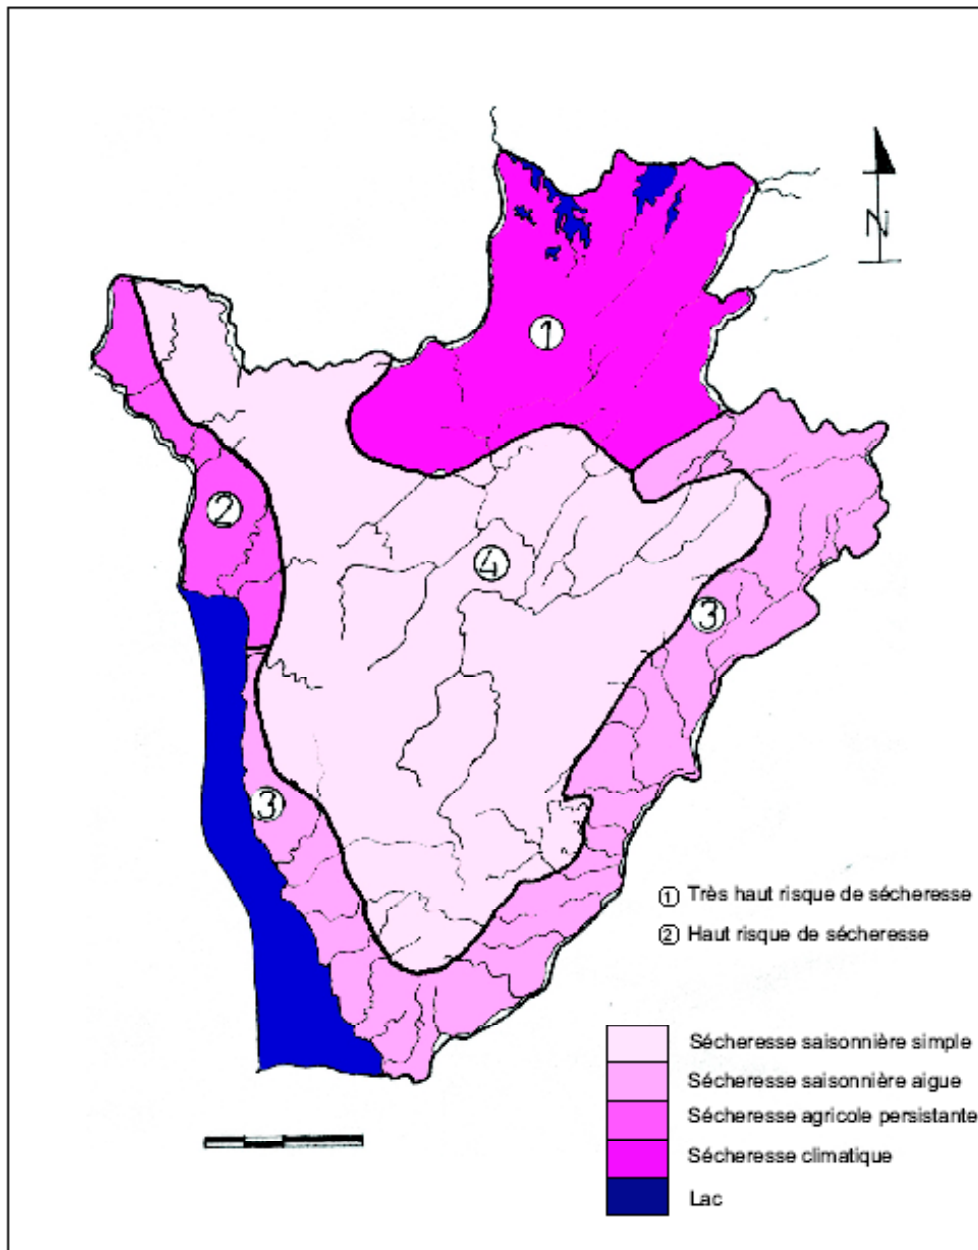 N
1
2
4
3
3
1 Très haut risque de sécheresse
2 Haut risque de sécheresse
Sécheresse saisonnière simple
Sécheresse saisonnière aigue
Sécheresse agricole persistante
Sécheresse climatique
Lac